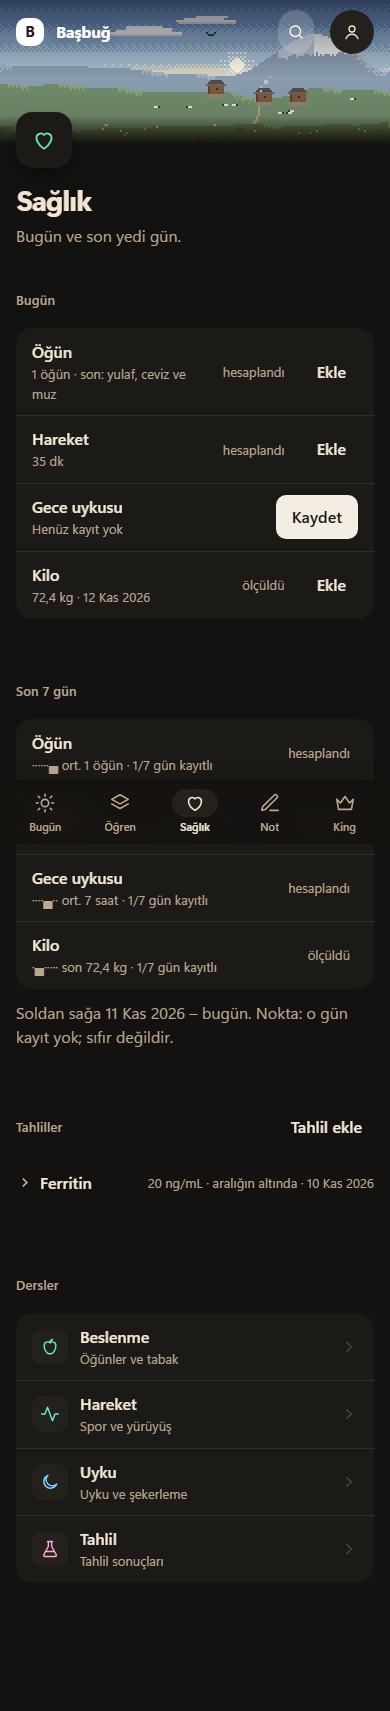 B Başbuğ
Sağlık
Bugün ve son yedi gün.
Bugün
Öğün
1 öğün · son: yulaf, ceviz ve
muz
hesaplandı
Ekle
Hareket
35 dk
hesaplandı
Ekle
Gece uykusu
Henüz kayıt yok
Kaydet
Kilo
72,4 kg · 12 Kas 2026
ölçüldü
Ekle
Son 7 gün
Öğün
ort. 1 öğün · 1/7 gün kayıtlı
hesaplandı
Bugün
Öğren
Sağlık
Not
King
Gece uykusu
ort. 7 saat · 1/7 gün kayıtlı
hesaplandı
Kilo
son 72,4 kg · 1/7 gün kayıtlı
ölçüldü
Soldan sağa 11 Kas 2026 – bugün. Nokta: o gün
kayıt yok; sıfır değildir.
Tahliller
Tahlil ekle
Ferritin
20 ng/mL · aralığın altında · 10 Kas 2026
Dersler
Beslenme
Öğünler ve tabak
Hareket
Spor ve yürüyüş
Uyku
Uyku ve şekerleme
Tahlil
Tahlil sonuçları